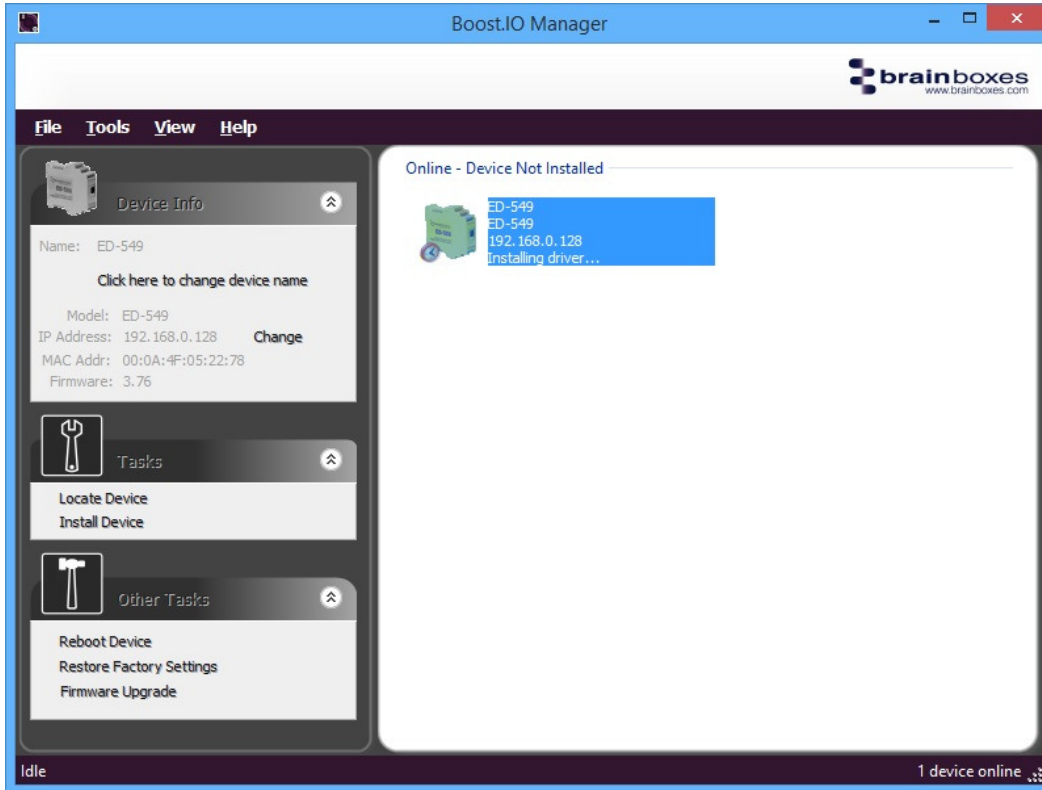 Boost.IO Manager
brainboxes
www.brainboxes.com
File Tools View Help
Device Info
Name: ED-549
Click here to change device name
Model: ED-549
IP Address: 192.168.0.128 Change
MAC Addr: 00:0A:4F:05:22:78
Firmware: 3.76
Tasks
Locate Device
Install Device
Other Tasks
Reboot Device
Restore Factory Settings
Firmware Upgrade
Online - Device Not Installed
ED-549
ED-549
192.168.0.128
Installing driver...
Idle
1 device online